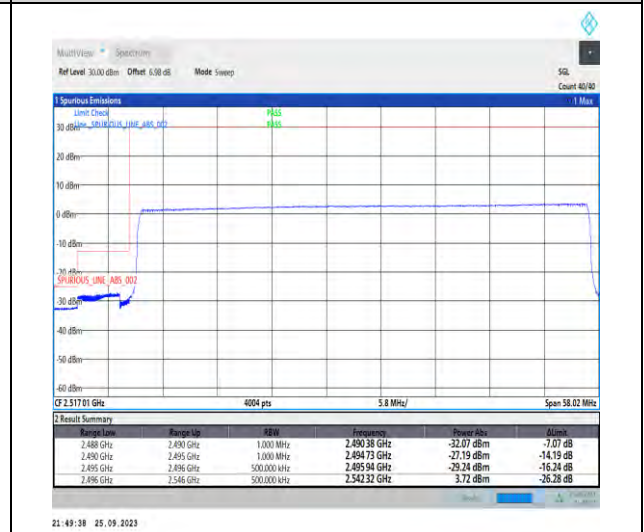 MultiView Spectrum
Ref Level 30.00 dBm Offset 6.98 dB Mode Sweep SGL
Count 40/40
1 Spurious Emissions 1 Max
Limit Check PASS
30 dBm Line_SPURIOUS_LINE_ABS_002 PASS
20 dBm
10 dBm
0 dBm
-10 dBm
-20 dBm
SPURIOUS_LINE_ABS_002
-30 dBm
-40 dBm
-50 dBm
-60 dBm
CF 2.517 01 GHz 4004 pts 5.8 MHz/ Span 58.02 MHz
2 Result Summary
Range Low Range Up RBW Frequency Power Abs ΔLimit
2.488 GHz 2.490 GHz 1.000 MHz 2.490 38 GHz -32.07 dBm -7.07 dB
2.490 GHz 2.495 GHz 1.000 MHz 2.494 73 GHz -27.19 dBm -14.19 dB
2.495 GHz 2.496 GHz 500.000 kHz 2.495 94 GHz -29.24 dBm -16.24 dB
2.496 GHz 2.546 GHz 500.000 kHz 2.542 32 GHz 3.72 dBm -26.28 dB
21:49:38 25.09.2023